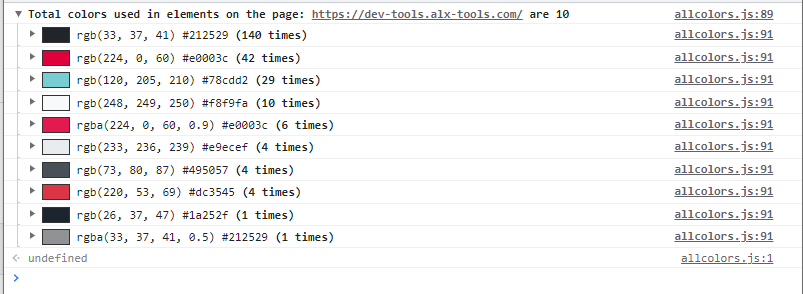 Total colors used in elements on the page: https://dev-tools.alx-tools.com/ are 10 allcolors.js:89
rgb(33, 37, 41) #212529 (140 times) allcolors.js:91
rgb(224, 0, 60) #e0003c (42 times) allcolors.js:91
rgb(120, 205, 210) #78cdd2 (29 times) allcolors.js:91
rgb(248, 249, 250) #f8f9fa (10 times) allcolors.js:91
rgba(224, 0, 60, 0.9) #e0003c (6 times) allcolors.js:91
rgb(233, 236, 239) #e9ecef (4 times) allcolors.js:91
rgb(73, 80, 87) #495057 (4 times) allcolors.js:91
rgb(220, 53, 69) #dc3545 (4 times) allcolors.js:91
rgb(26, 37, 47) #1a252f (1 times) allcolors.js:91
rgba(33, 37, 41, 0.5) #212529 (1 times) allcolors.js:91
undefined allcolors.js:1